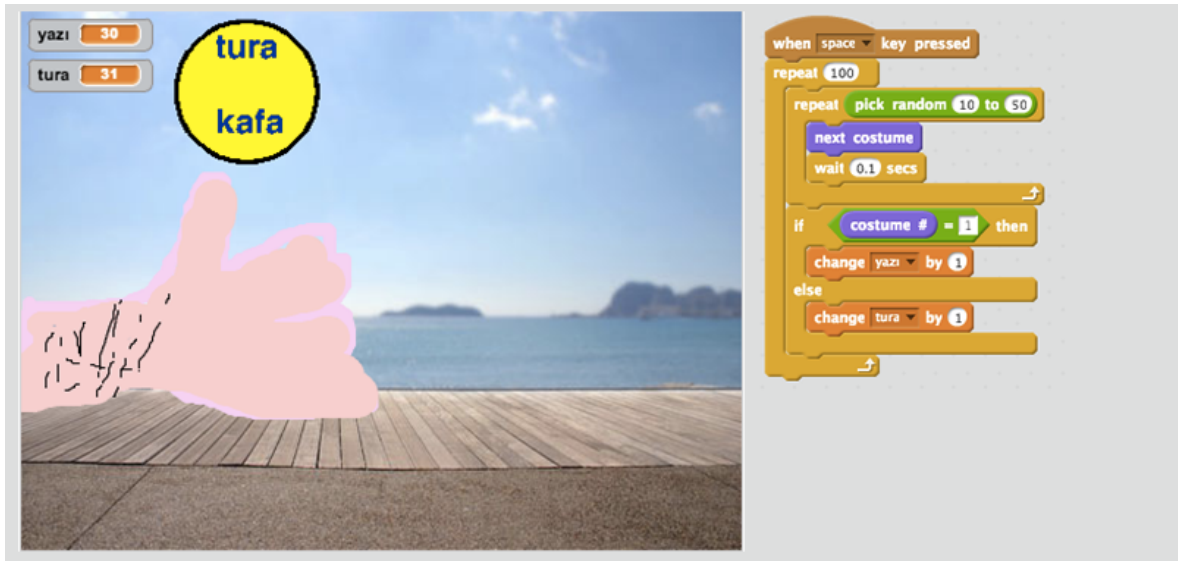 yazı 30
tura 31
tura
kafa
when space key pressed
repeat 100
repeat pick random 10 to 50
next costume
wait 0.1 secs
if costume # = 1 then
change yazı by 1
else
change tura by 1